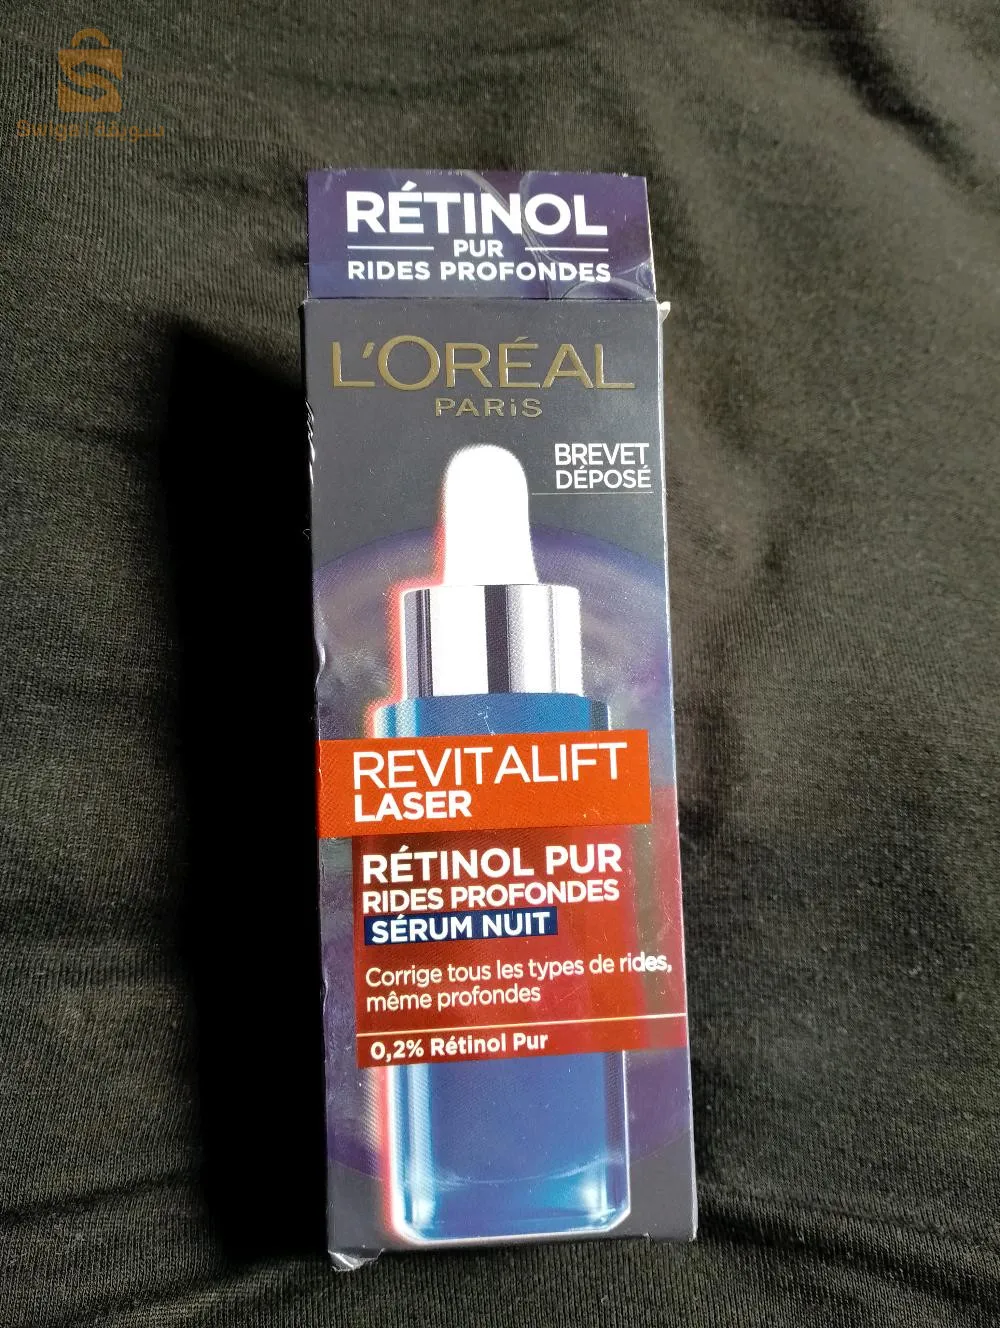 سويقة
RÉTINOL
PUR
RIDES PROFONDES
L'ORÉAL
PARiS
BREVET
DÉPOSÉ
REVITALIFT
LASER
RÉTINOL PUR
RIDES PROFONDES
SÉRUM NUIT
Corrige tous les types de rides,
même profondes
0,2% Rétinol Pur